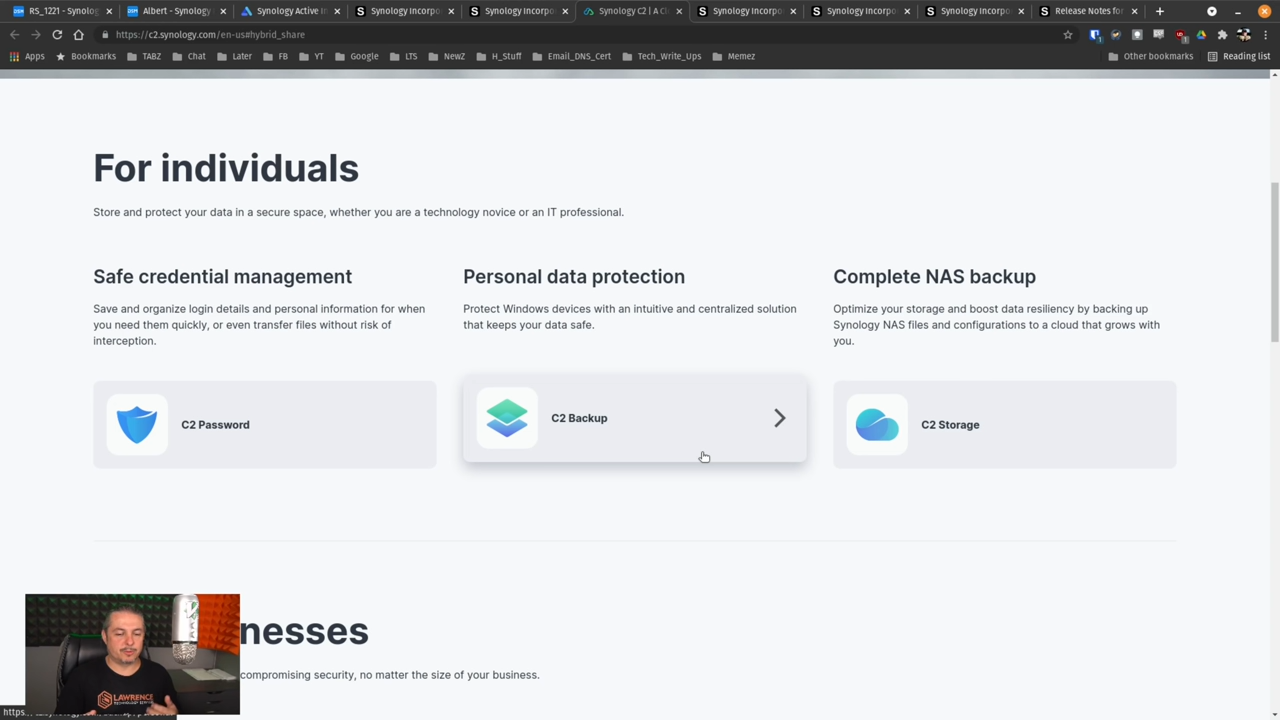 RS_1221 - Synolog
Albert - Synology
Synology Active In
Synology Incorpor
Synology Incorpor
Synology C2 | A Cl
Synology Incorpo
Synology Incorpo
Synology Incorpo
Release Notes for
https://c2.synology.com/en-us#hybrid_share
Apps Bookmarks TABZ Chat Later FB YT Google LTS NewZ H_Stuff Email_DNS_Cert Tech_Write_Ups Memez Other bookmarks Reading list
For individuals
Store and protect your data in a secure space, whether you are a technology novice or an IT professional.
Safe credential management
Save and organize login details and personal information for when
you need them quickly, or even transfer files without risk of
interception.
C2 Password
Personal data protection
Protect Windows devices with an intuitive and centralized solution
that keeps your data safe.
C2 Backup
Complete NAS backup
Optimize your storage and boost data resiliency by backing up
Synology NAS files and configurations to a cloud that grows with
you.
C2 Storage
nesses
compromising security, no matter the size of your business.
LAWRENCE